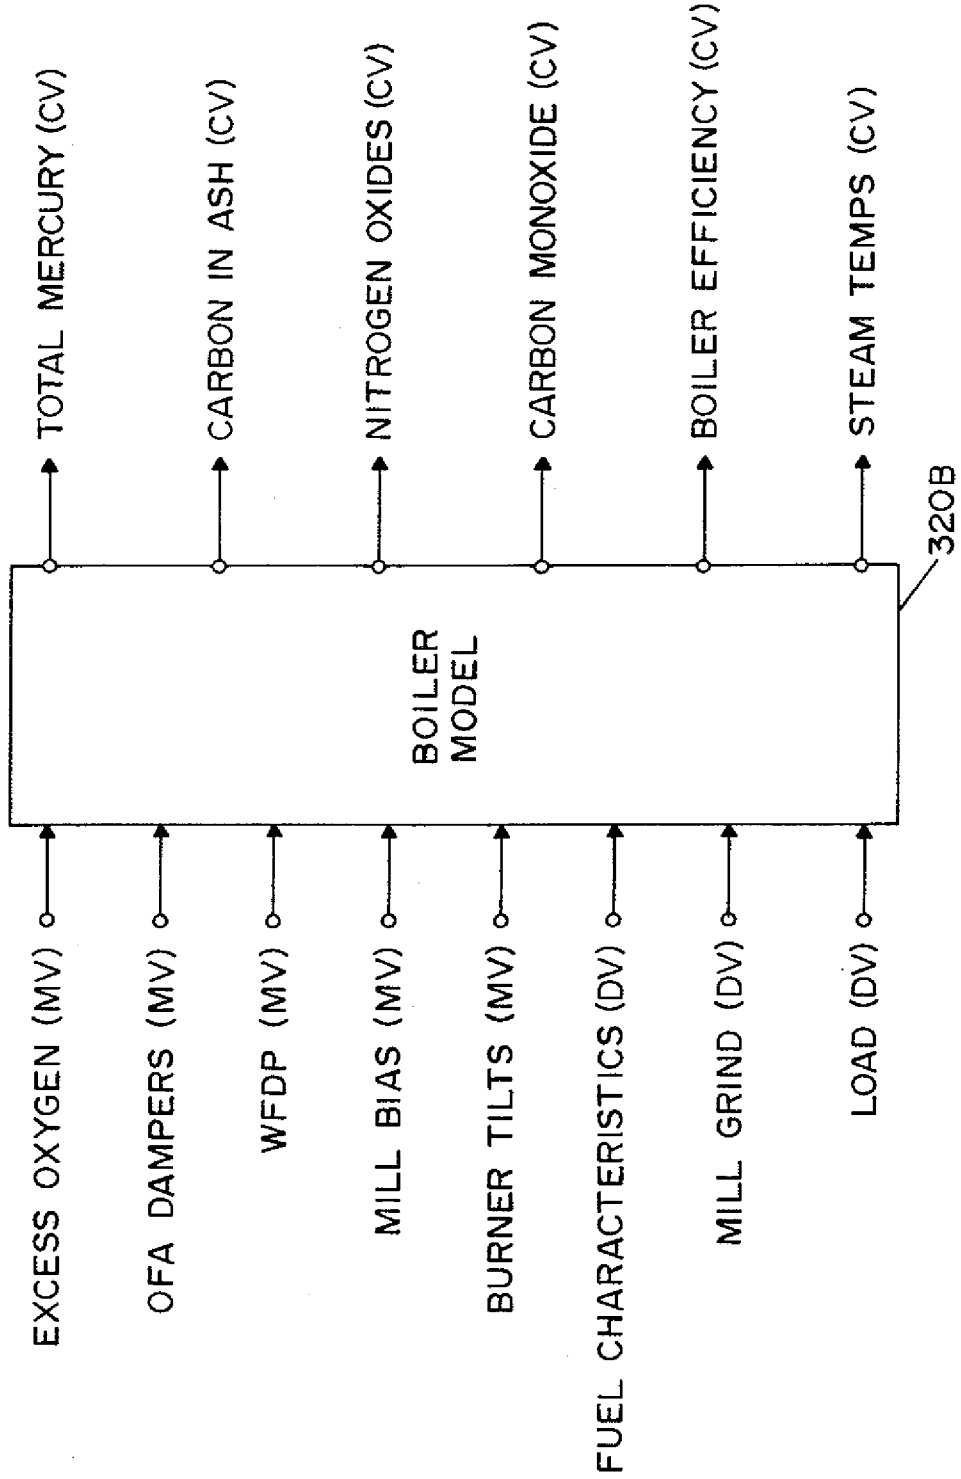 EXCESS OXYGEN (MV)
OFA DAMPERS (MV)
WFDP (MV)
MILL BIAS (MV)
BURNER TILTS (MV)
FUEL CHARACTERISTICS (DV)
MILL GRIND (DV)
LOAD (DV)
BOILER
MODEL
TOTAL MERCURY (CV)
CARBON IN ASH (CV)
NITROGEN OXIDES (CV)
CARBON MONOXIDE (CV)
BOILER EFFICIENCY (CV)
STEAM TEMPS (CV)
320B